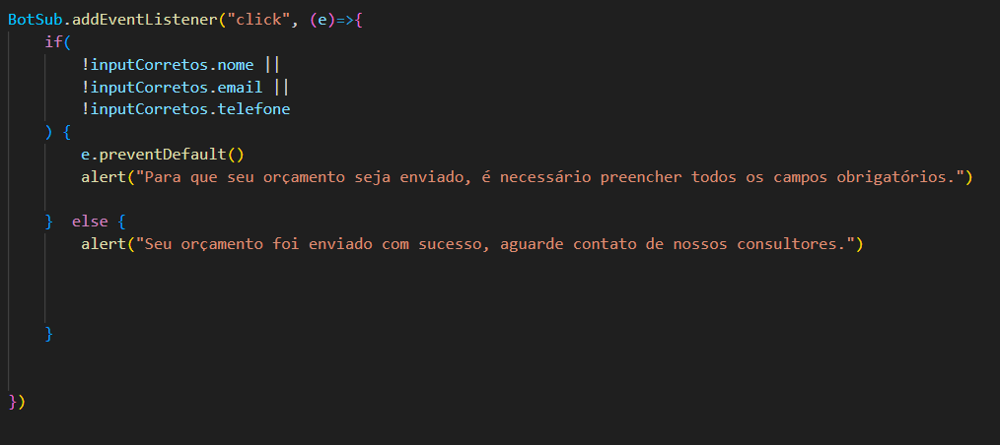 BotSub.addEventListener("click", (e)=>{
if(
!inputCorretos.nome ||
!inputCorretos.email ||
!inputCorretos.telefone
) {
e.preventDefault()
alert("Para que seu orçamento seja enviado, é necessário preencher todos os campos obrigatórios.")
} else {
alert("Seu orçamento foi enviado com sucesso, aguarde contato de nossos consultores.")
}
})